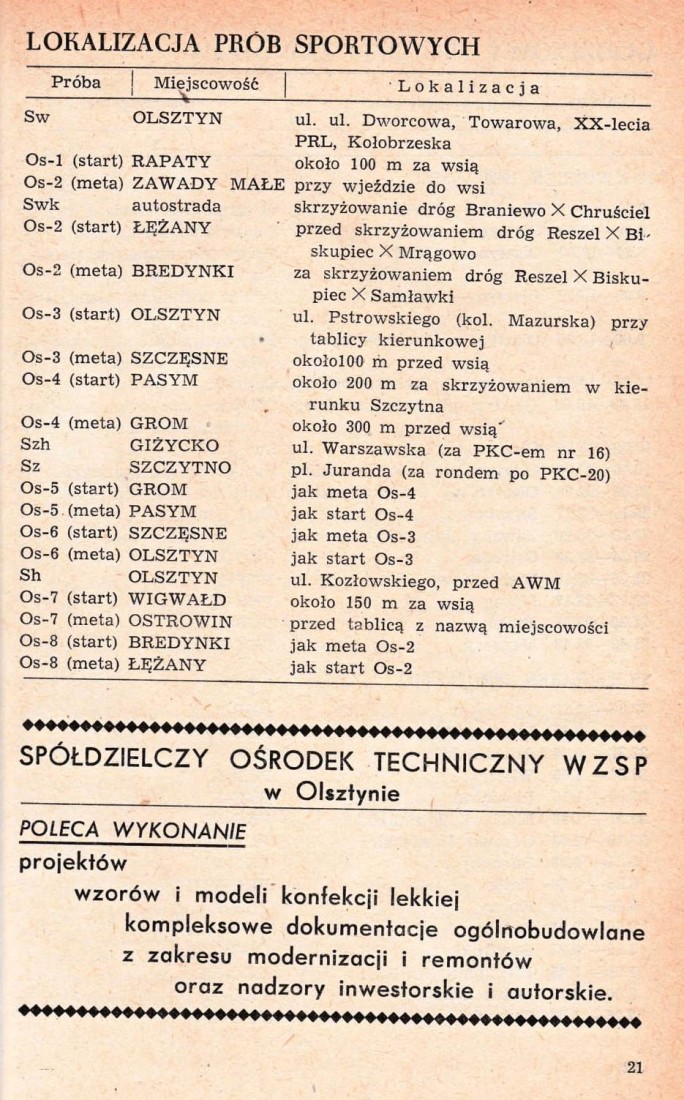 LOKALIZACJA PRÓB SPORTOWYCH
Próba Miejscowość Lokalizacja
Sw OLSZTYN ul. ul. Dworcowa, Towarowa, XX-lecia
PRL, Kołobrzeska
Os-1 (start) RAPATY około 100 m za wsią
Os-2 (meta) ZAWADY MAŁE przy wjeździe do wsi
Swk autostrada skrzyżowanie dróg Braniewo X Chruściel
Os-2 (start) ŁĘŻANY przed skrzyżowaniem dróg Reszel X Bi-
skupiec X Mrągowo
Os-2 (meta) BREDYNKI za skrzyżowaniem dróg Reszel X Bisku-
piec X Samławki
Os-3 (start) OLSZTYN ul. Pstrowskiego (kol. Mazurska) przy
tablicy kierunkowej
Os-3 (meta) SZCZĘSNE około100 m przed wsią
Os-4 (start) PASYM około 200 m za skrzyżowaniem w kie-
runku Szczytna
Os-4 (meta) GROM około 300 m przed wsią
Szh GIŻYCKO ul. Warszawska (za PKC-em nr 16)
Sz SZCZYTNO pl. Juranda (za rondem po PKC-20)
Os-5 (start) GROM jak meta Os-4
Os-5 (meta) PASYM jak start Os-4
Os-6 (start) SZCZĘSNE jak meta Os-3
Os-6 (meta) OLSZTYN jak start Os-3
Sh OLSZTYN ul. Kozłowskiego, przed AWM
Os-7 (start) WIGWAŁD około 150 m za wsią
Os-7 (meta) OSTROWIN przed tablicą z nazwą miejscowości
Os-8 (start) BREDYNKI jak meta Os-2
Os-8 (meta) ŁĘŻANY jak start Os-2
SPÓŁDZIELCZY OŚRODEK TECHNICZNY WZSP
w Olsztynie
POLECA WYKONANIE
projektów
wzorów i modeli konfekcji lekkiej
kompleksowe dokumentacje ogólnobudowlane
z zakresu modernizacji i remontów
oraz nadzory inwestorskie i autorskie.
21